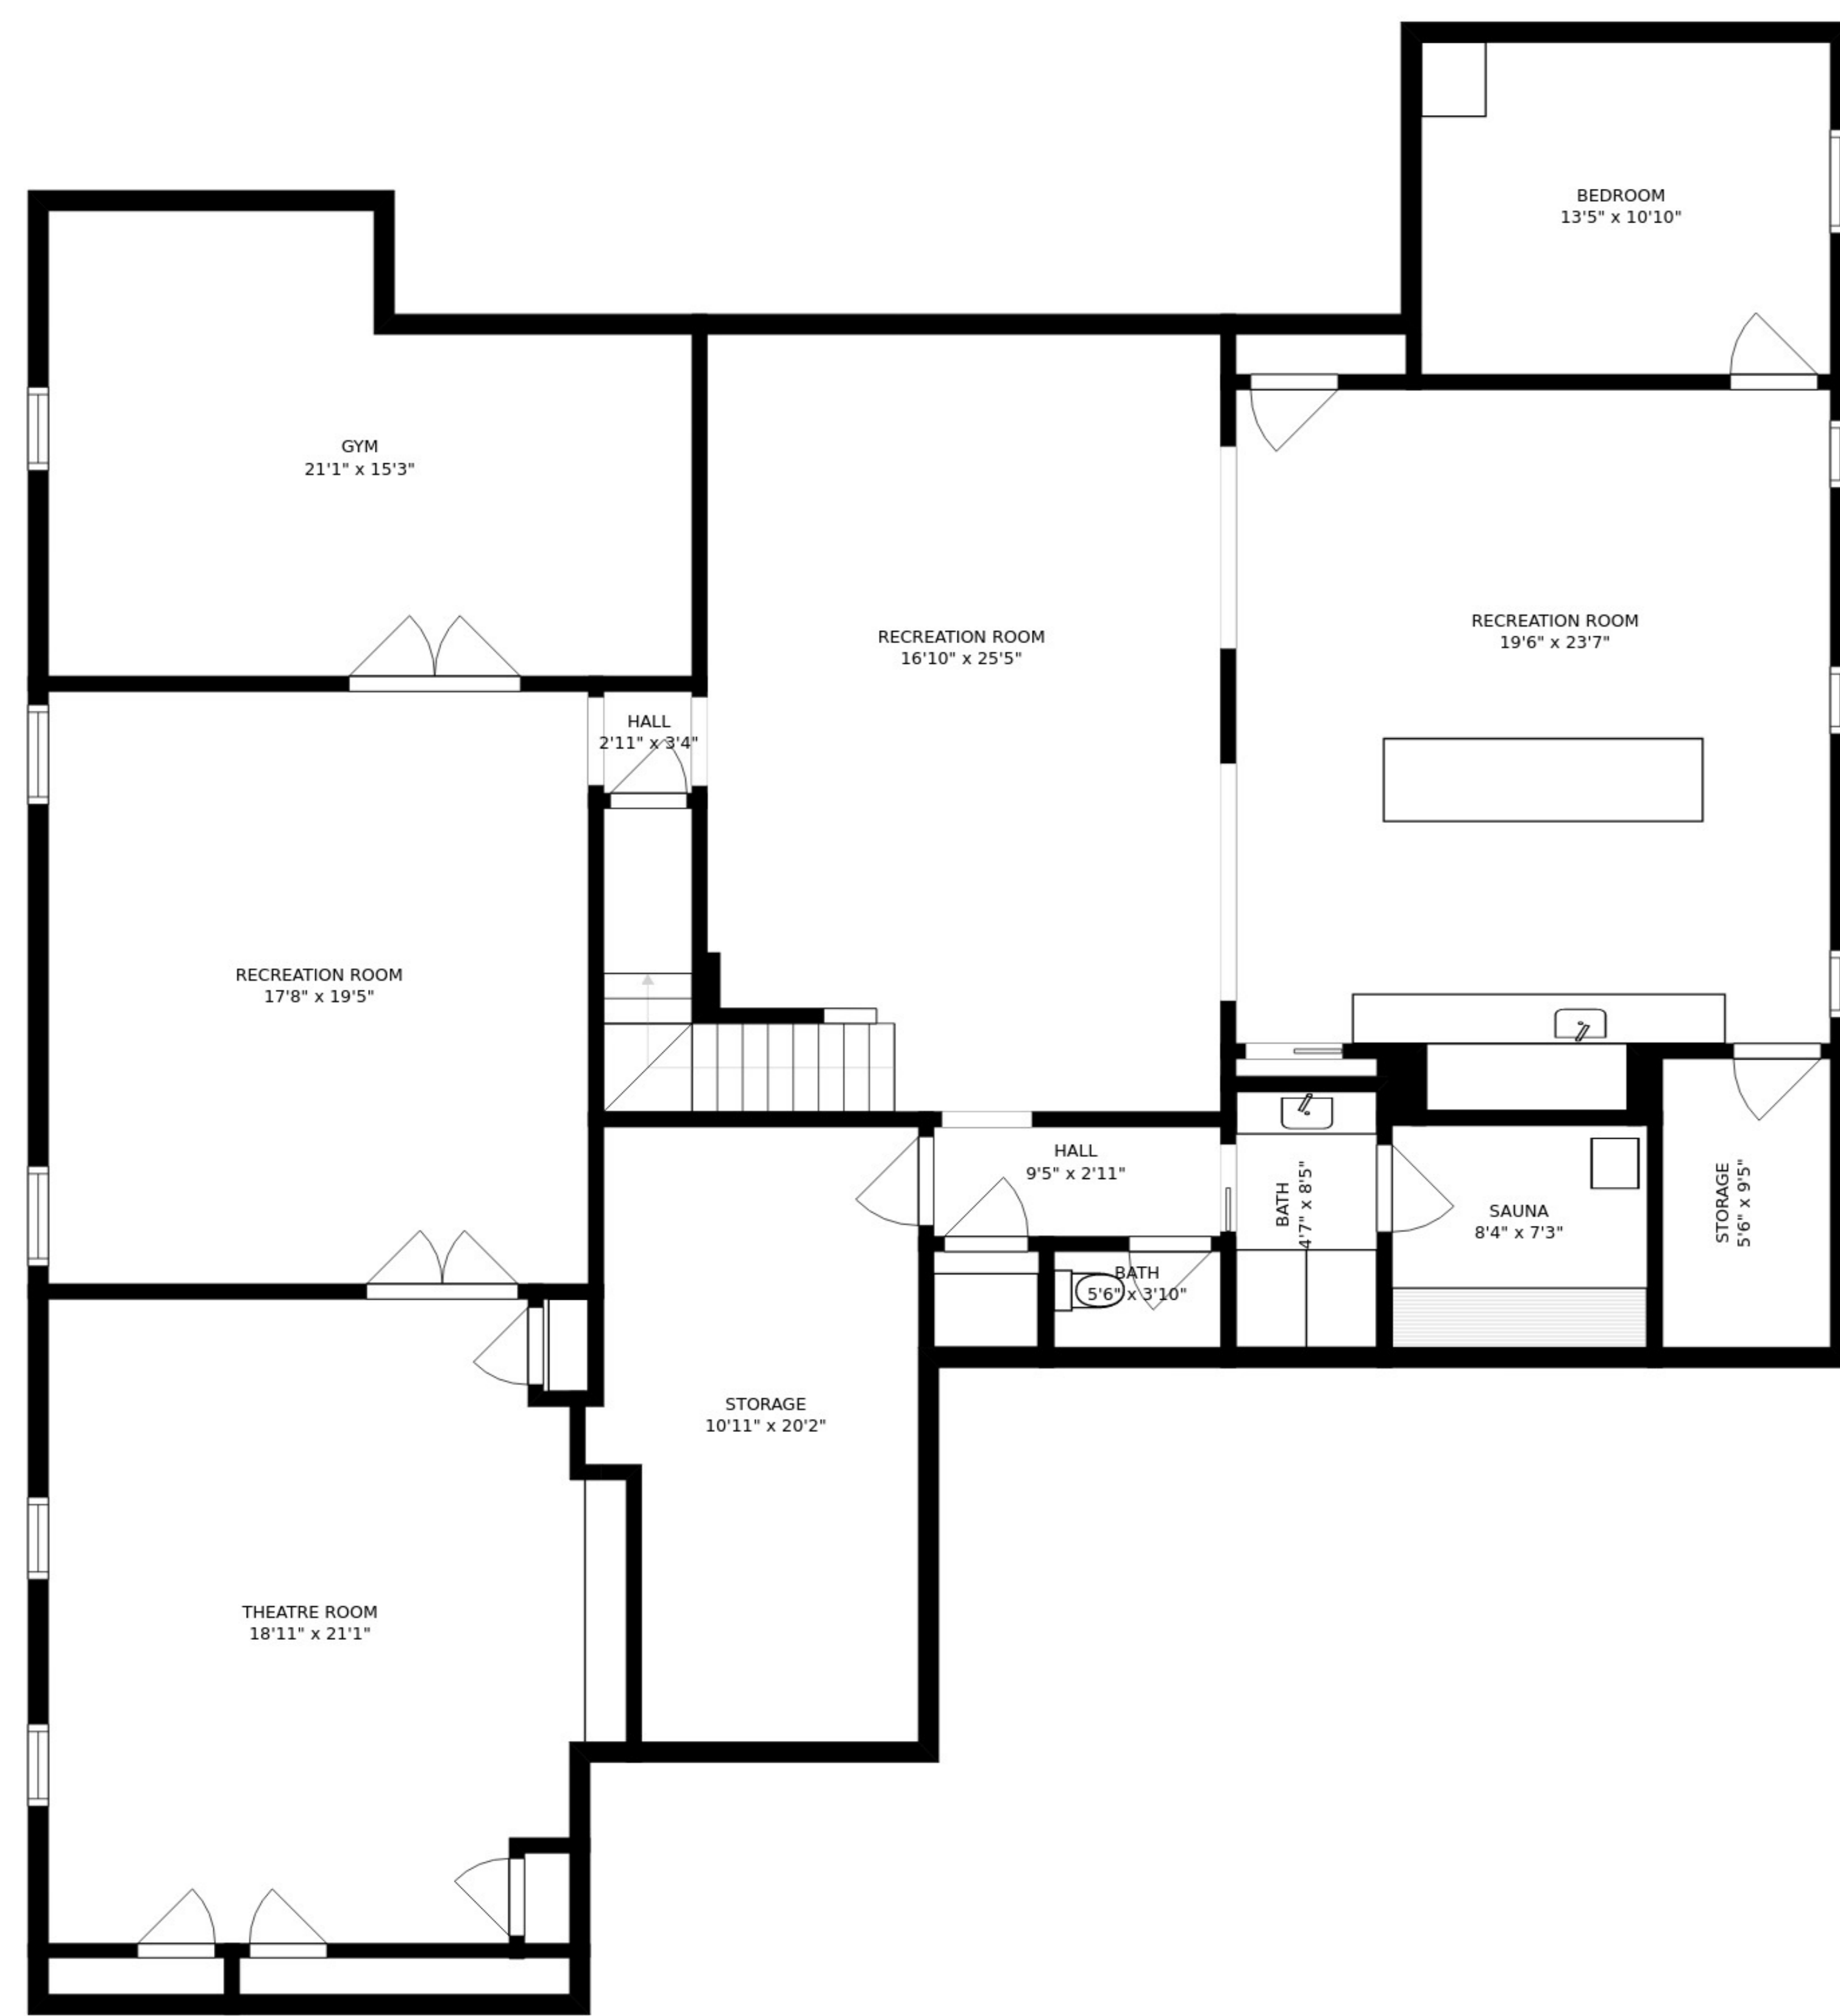 BEDROOM
13'5" x 10'10"
GYM
21'1" x 15'3"
RECREATION ROOM
16'10" x 25'5"
RECREATION ROOM
19'6" x 23'7"
HALL
2'11" x 3'4"
RECREATION ROOM
17'8" x 19'5"
HALL
9'5" x 2'11"
BATH
4'7" x 8'5"
SAUNA
8'4" x 7'3"
STORAGE
5'6" x 9'5"
BATH
5'6" x 3'10"
STORAGE
10'11" x 20'2"
THEATRE ROOM
18'11" x 21'1"